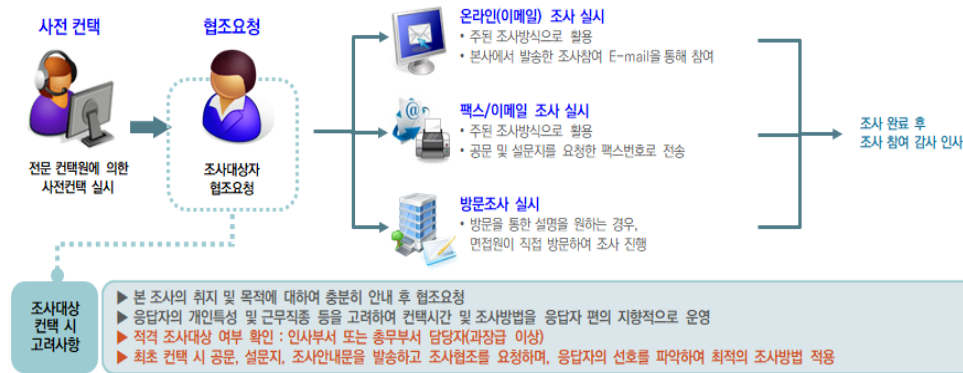 사전 컨택
전문 컨택원에 의한
사전컨택 실시
협조요청
조사대상자
협조요청
온라인(이메일) 조사 실시
• 주된 조사방식으로 활용
• 본사에서 발송한 조사참여 E-mail을 통해 참여
팩스/이메일 조사 실시
• 주된 조사방식으로 활용
• 공문 및 설문지를 요청한 팩스번호로 전송
방문조사 실시
• 방문을 통한 설명을 원하는 경우,
면접원이 직접 방문하여 조사 진행
조사 완료 후
조사 참여 감사 인사
조사대상
컨택 시
고려사항
▶ 본 조사의 취지 및 목적에 대하여 충분히 안내 후 협조요청
▶ 응답자의 개인특성 및 근무직종 등을 고려하여 컨택시간 및 조사방법을 응답자 편의 지향적으로 운영
▶ 적격 조사대상 여부 확인 : 인사부서 또는 총무부서 담당자(과장급 이상)
▶ 최초 컨택 시 공문, 설문지, 조사안내문을 발송하고 조사협조를 요청하며, 응답자의 선호를 파악하여 최적의 조사방법 적용